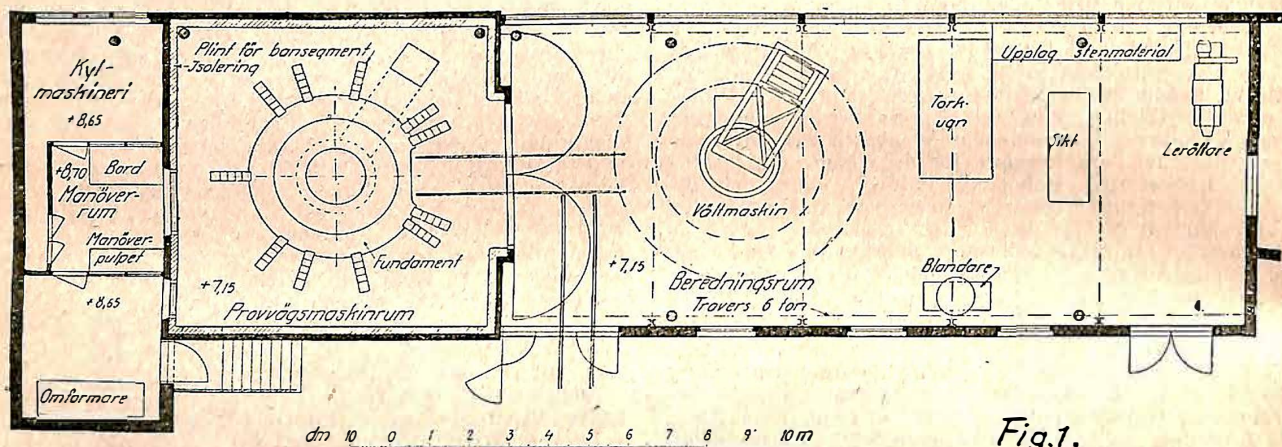 Kyl-
maskineri
+8,65
+8,70
Bord
Manöver-
rum
Manöver-
pulpet
+8,65
Omformare
Plint för bansegment
Isolering
Fundament
+7,15
Provvägsmaskinrum
Vältmaskin
+7,15
Beredningsrum
Travers 6 ton
Tork-
ugn
Upplag stenmaterial
Sikt
Lerältare
Blandare
dm 10 0 1 2 3 4 5 6 7 8 9 10 m
Fig. 1.